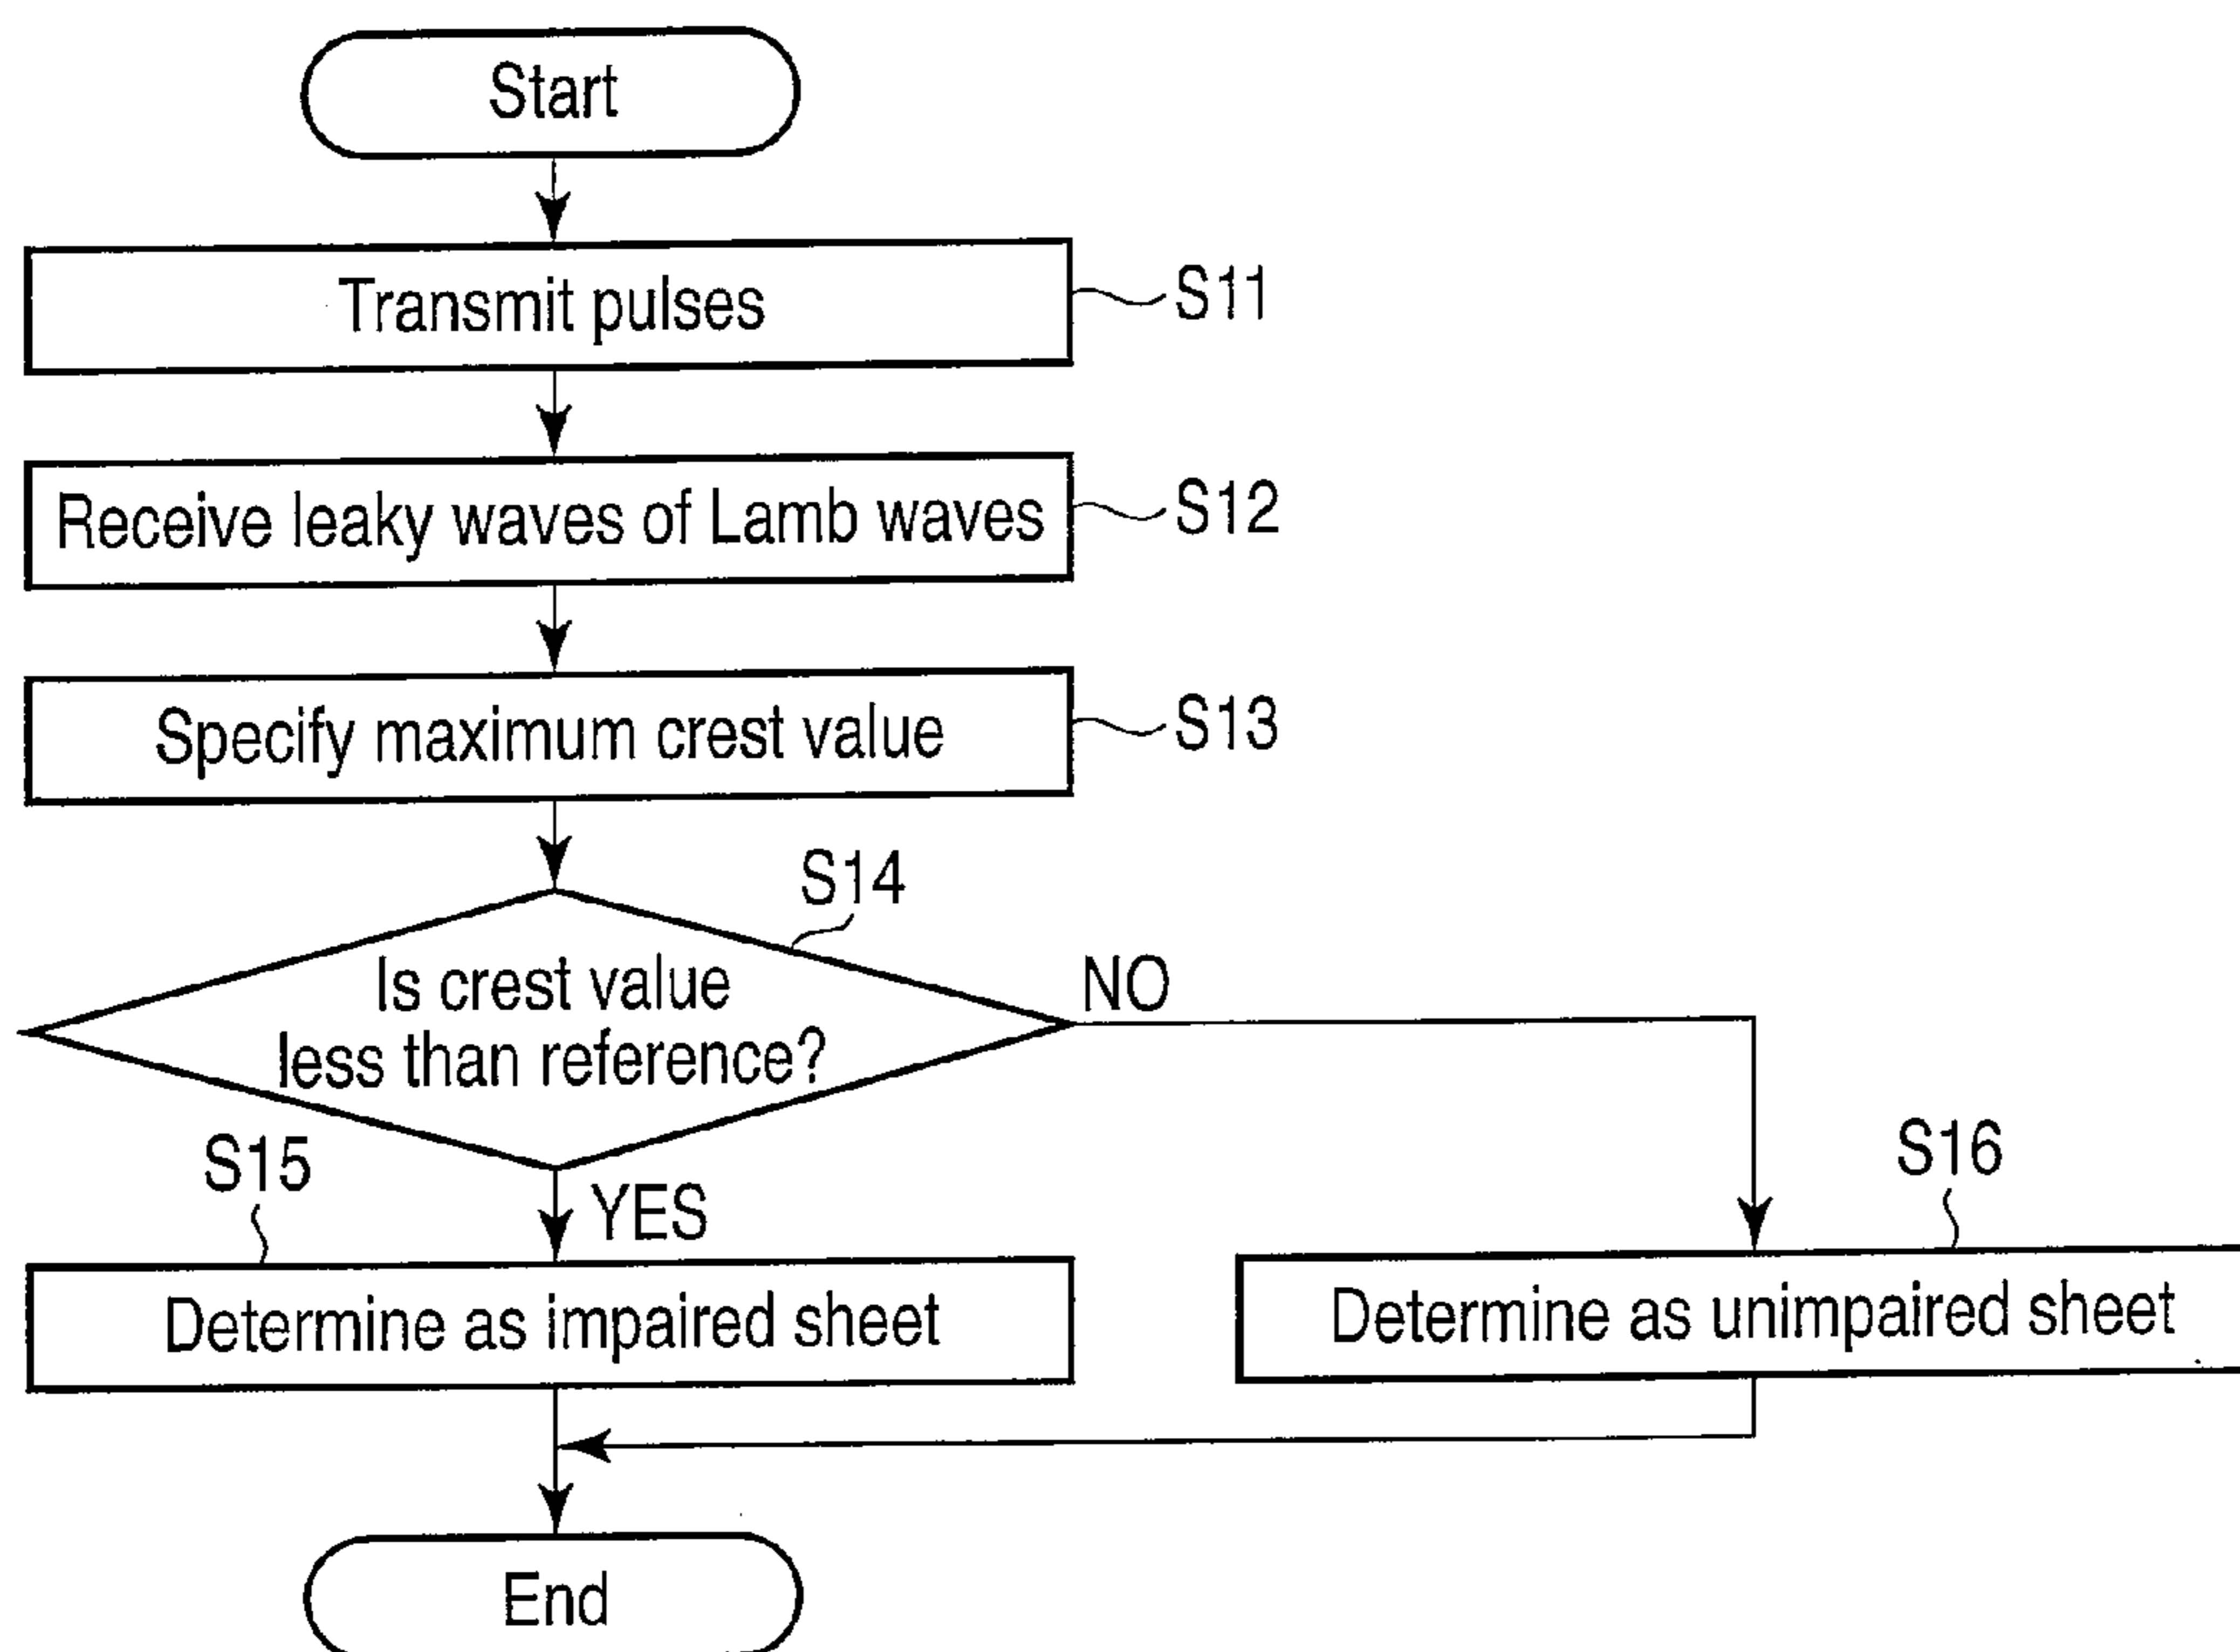 Start
Transmit pulses
S11
Receive leaky waves of Lamb waves
S12
Specify maximum crest value
S13
S14
Is crest value
less than reference?
NO
YES
S15
Determine as impaired sheet
S16
Determine as unimpaired sheet
End